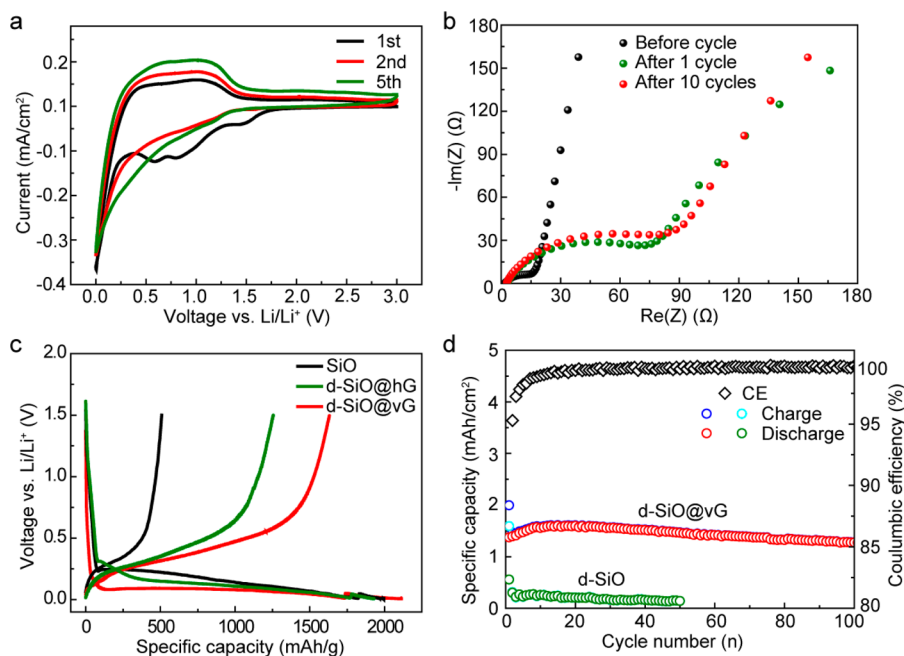 a
0.2
0.1
-0.1
-0.2
-0.3
-0.4
Current (mA/cm²)
1st
2nd
5th
0.0 0.5 1.0 1.5 2.0 2.5 3.0
Voltage vs. Li/Li⁺ (V)
b
160
120
90
60
30
0
-Im(Z) (Ω)
Before cycle
After 1 cycle
After 10 cycles
0 30 60 90 120 150 180
Re(Z) (Ω)
c
2.0
1.5
1.0
0.5
0.0
Voltage vs. Li/Li⁺ (V)
SiO
d-SiO@hG
d-SiO@vG
0 500 1000 1500 2000
Specific capacity (mAh/g)
d
5
4
3
2
1
0
Specific capacity (mAh/cm²)
CE
Charge
Discharge
d-SiO@vG
d-SiO
100
95
90
85
80
Coulumbic efficiency (%)
0 20 40 60 80 100
Cycle number (n)